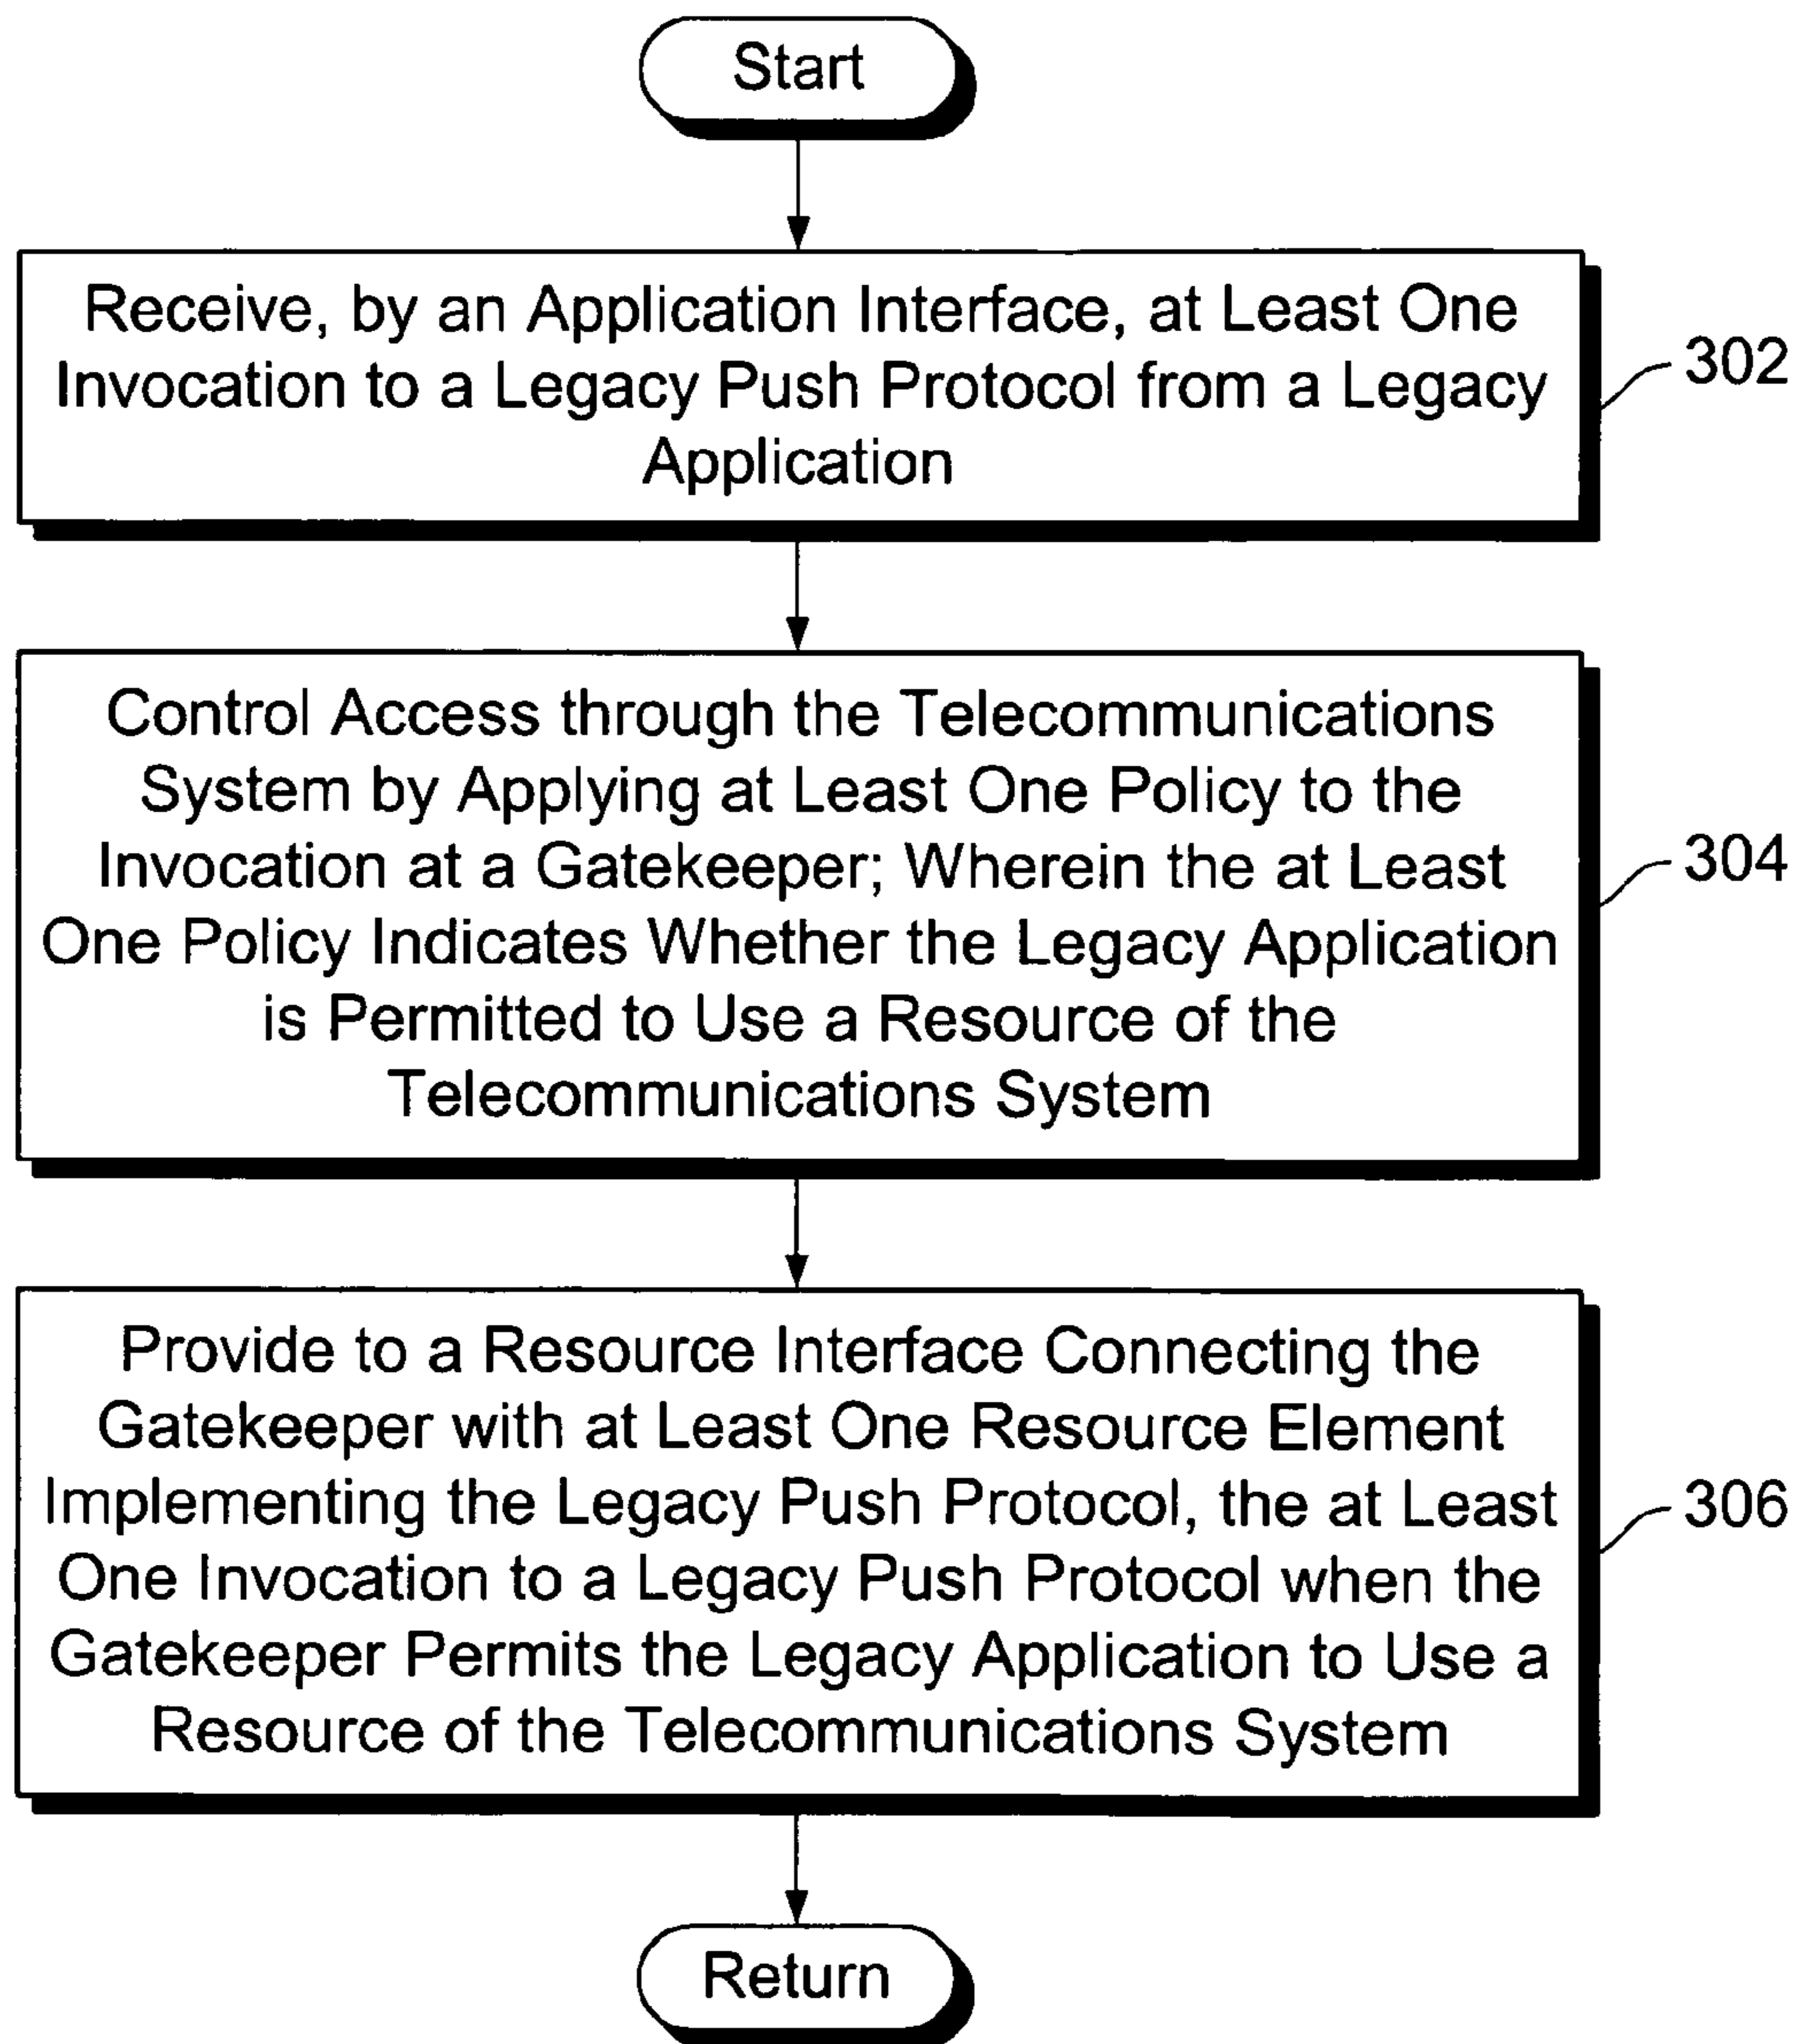 Start
Receive, by an Application Interface, at Least One
Invocation to a Legacy Push Protocol from a Legacy
Application
302
Control Access through the Telecommunications
System by Applying at Least One Policy to the
Invocation at a Gatekeeper; Wherein the at Least
One Policy Indicates Whether the Legacy Application
is Permitted to Use a Resource of the
Telecommunications System
304
Provide to a Resource Interface Connecting the
Gatekeeper with at Least One Resource Element
Implementing the Legacy Push Protocol, the at Least
One Invocation to a Legacy Push Protocol when the
Gatekeeper Permits the Legacy Application to Use a
Resource of the Telecommunications System
306
Return